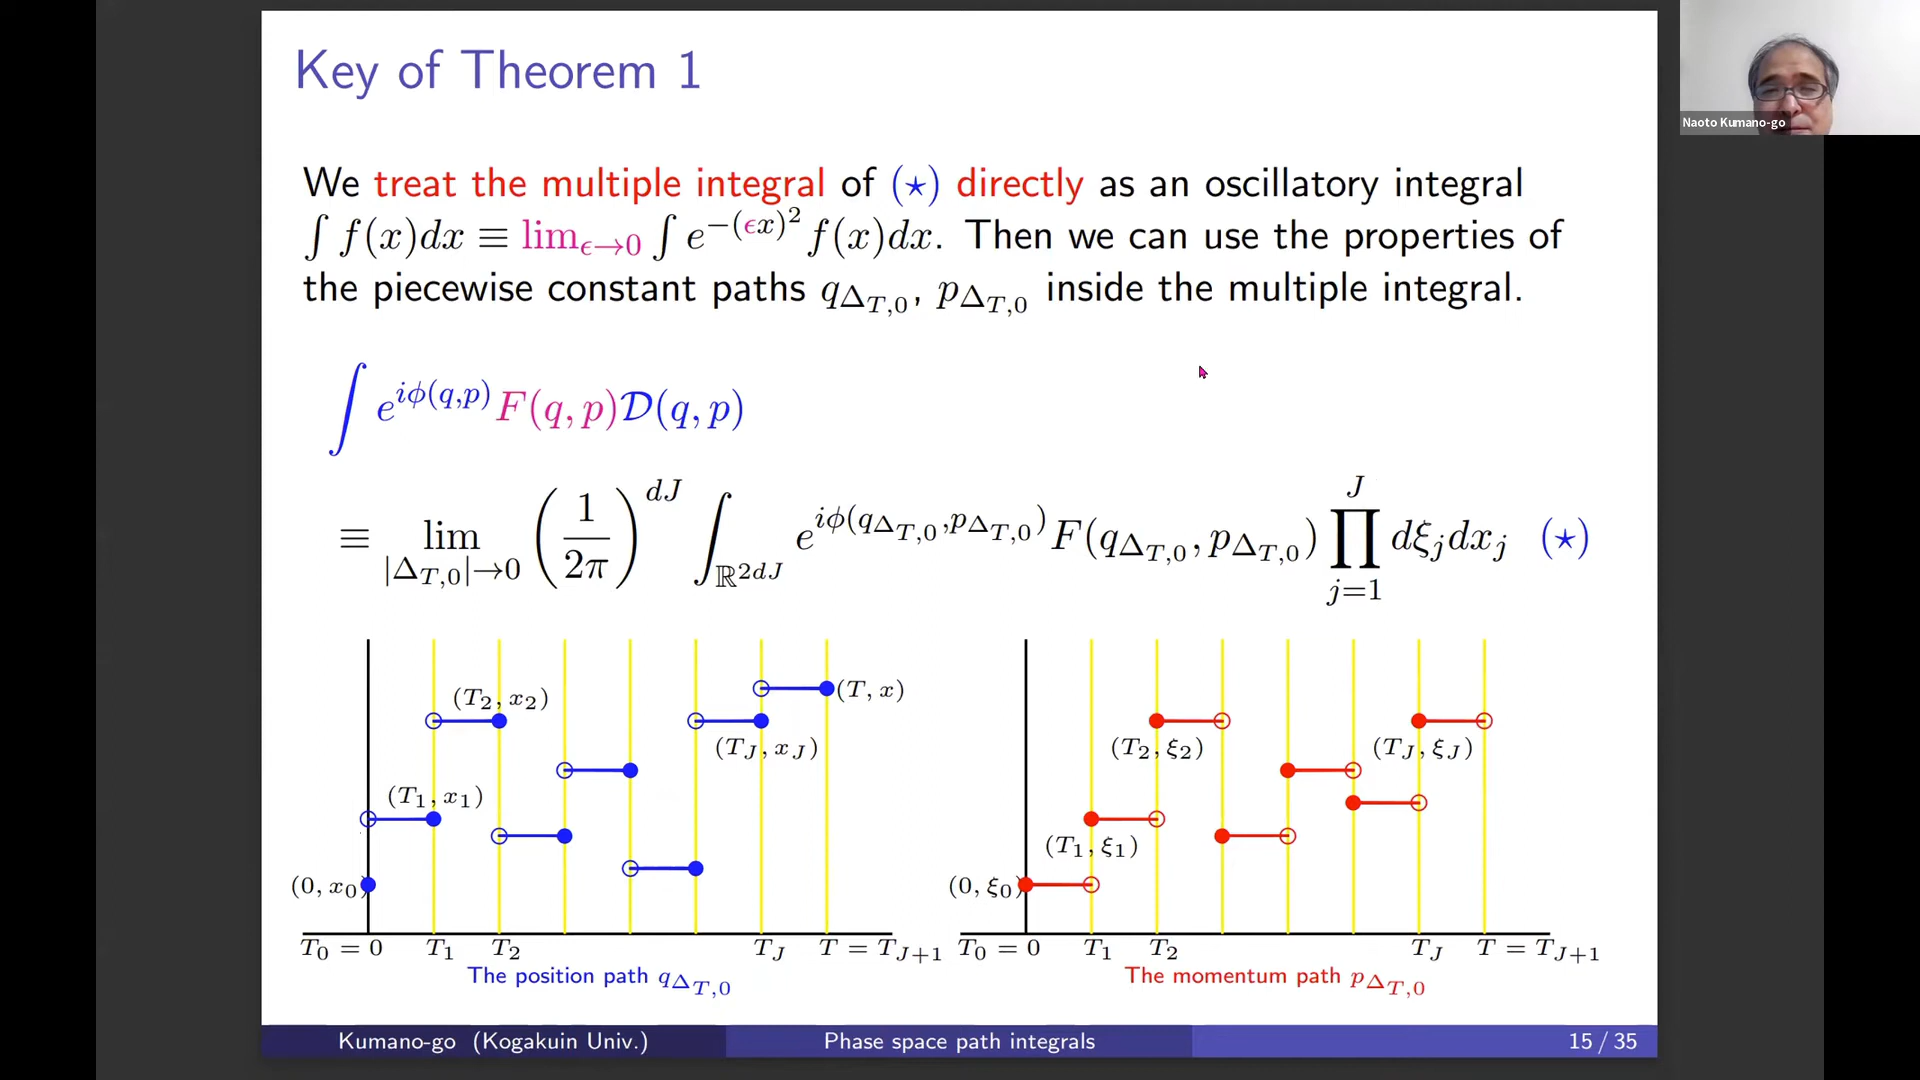 Key of Theorem 1
Naoto Kumano-go
We treat the multiple integral of (⋆) directly as an oscillatory integral
∫ f(x)dx ≡ lim_{ϵ→0} ∫ e^{−(ϵx)^2} f(x)dx. Then we can use the properties of
the piecewise constant paths q_{Δ_{T,0}}, p_{Δ_{T,0}} inside the multiple integral.
∫ e^{iϕ(q,p)} F(q, p)𝒟(q, p)
≡ lim_{|Δ_{T,0}|→0} (1/2π)^{dJ} ∫_{ℝ^{2dJ}} e^{iϕ(q_{Δ_{T,0}}, p_{Δ_{T,0}})} F(q_{Δ_{T,0}}, p_{Δ_{T,0}}) ∏_{j=1}^{J} dξ_j dx_j (⋆)
(T, x)
(T_2, x_2)
(T_J, x_J)
(T_1, x_1)
(0, x_0)
T_0 = 0 T_1 T_2 T_J T = T_{J+1}
The position path q_{Δ_{T,0}}
(T_2, ξ_2)
(T_J, ξ_J)
(T_1, ξ_1)
(0, ξ_0)
T_0 = 0 T_1 T_2 T_J T = T_{J+1}
The momentum path p_{Δ_{T,0}}
Kumano-go (Kogakuin Univ.) Phase space path integrals 15 / 35